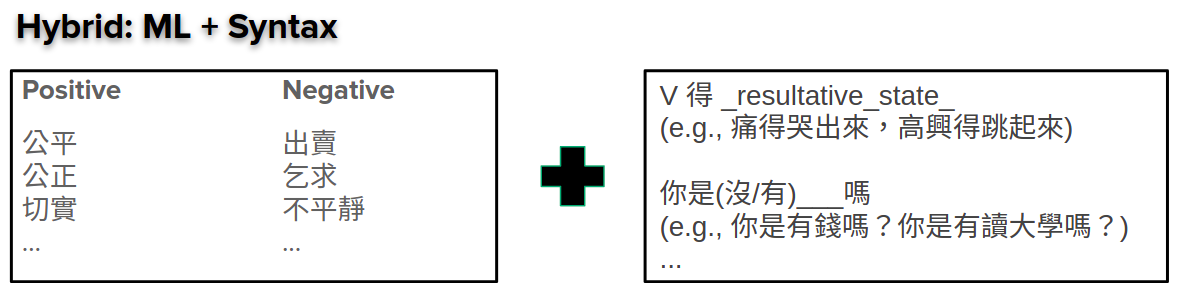 Hybrid: ML + Syntax
Positive Negative
公平 出賣
公正 乞求
切實 不平靜
... ...
V 得 _resultative_state_
(e.g., 痛得哭出來，高興得跳起來)
你是(沒/有)___嗎
(e.g., 你是有錢嗎？你是有讀大學嗎？)
...